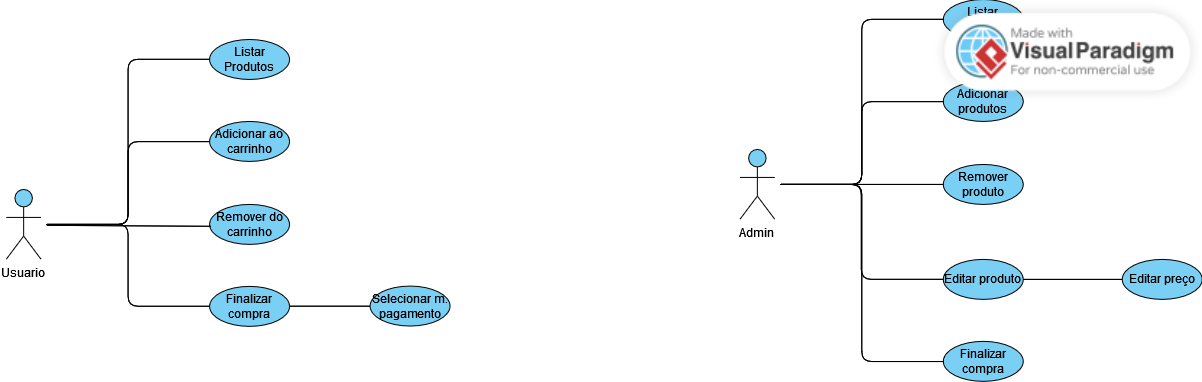 Listar
Produtos
Adicionar ao
carrinho
Remover do
carrinho
Usuario
Finalizar
compra
Selecionar m.
pagamento
Listar
Made with
Visual Paradigm
For non-commercial use
Adicionar
produtos
Remover
produto
Admin
Editar produto
Editar preço
Finalizar
compra